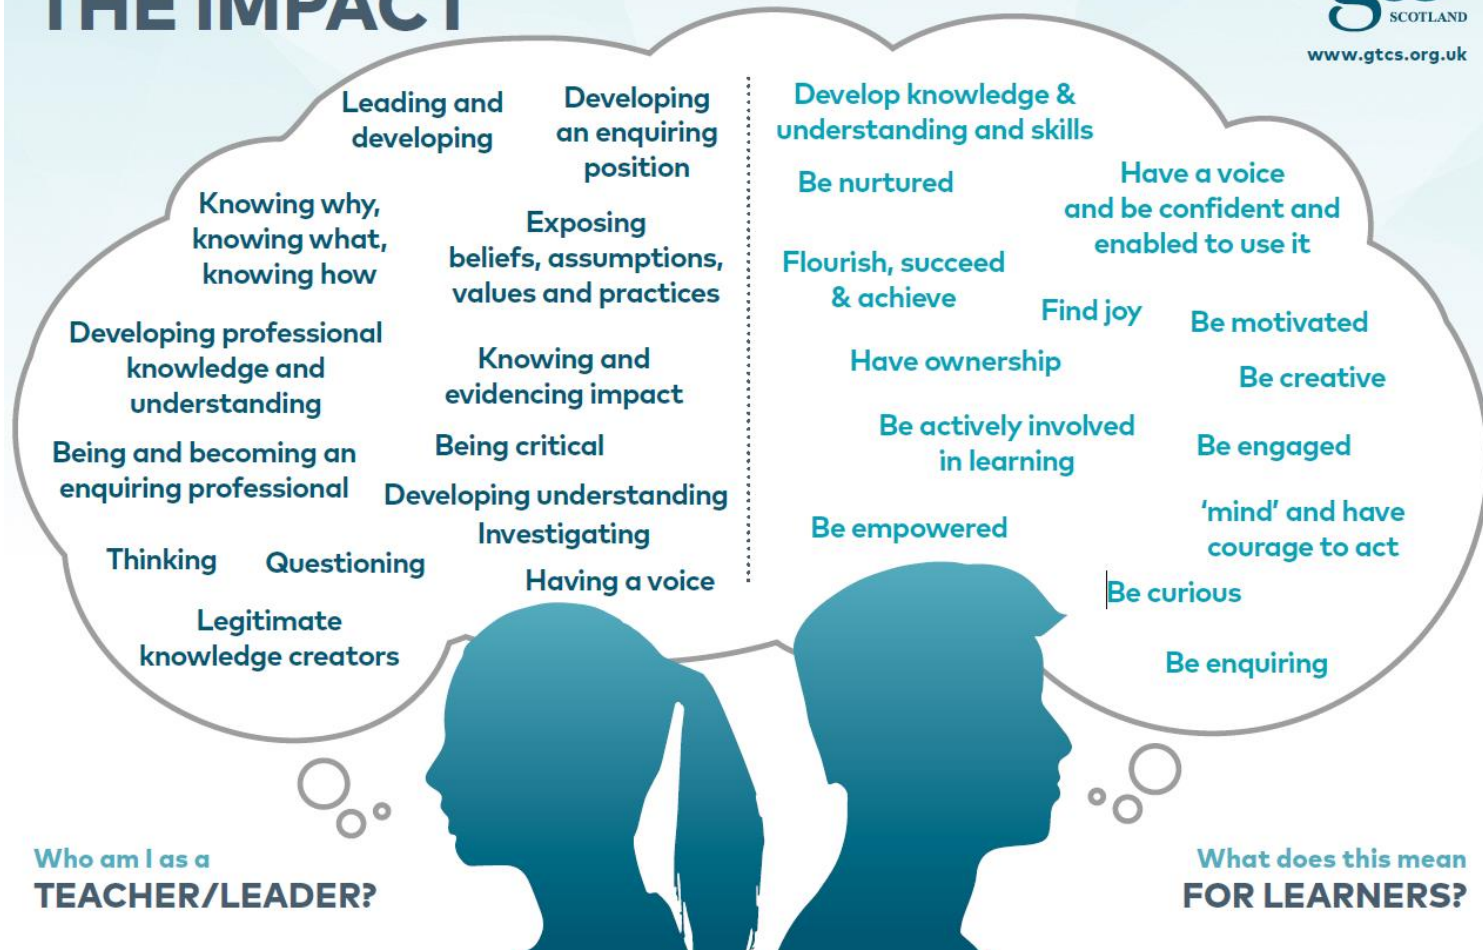 THE IMPACT
SCOTLAND
www.gtcs.org.uk
Leading and
developing
Developing
an enquiring
position
Knowing why,
knowing what,
knowing how
Exposing
beliefs, assumptions,
values and practices
Developing professional
knowledge and
understanding
Knowing and
evidencing impact
Being and becoming an
enquiring professional
Being critical
Developing understanding
Investigating
Thinking
Questioning
Having a voice
Legitimate
knowledge creators
Develop knowledge &
understanding and skills
Be nurtured
Have a voice
and be confident and
enabled to use it
Flourish, succeed
& achieve
Find joy
Be motivated
Have ownership
Be creative
Be actively involved
in learning
Be engaged
Be empowered
‘mind’ and have
courage to act
Be curious
Be enquiring
Who am I as a
TEACHER/LEADER?
What does this mean
FOR LEARNERS?